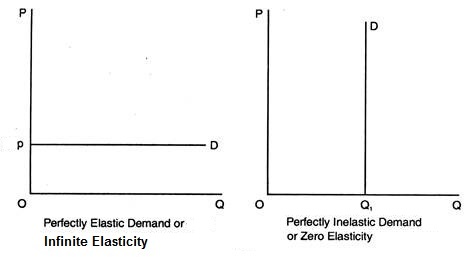 P
p
D
O
Q
Perfectly Elastic Demand or
Infinite Elasticity
P
D
O
Q₁
Q
Perfectly Inelastic Demand
or Zero Elasticity